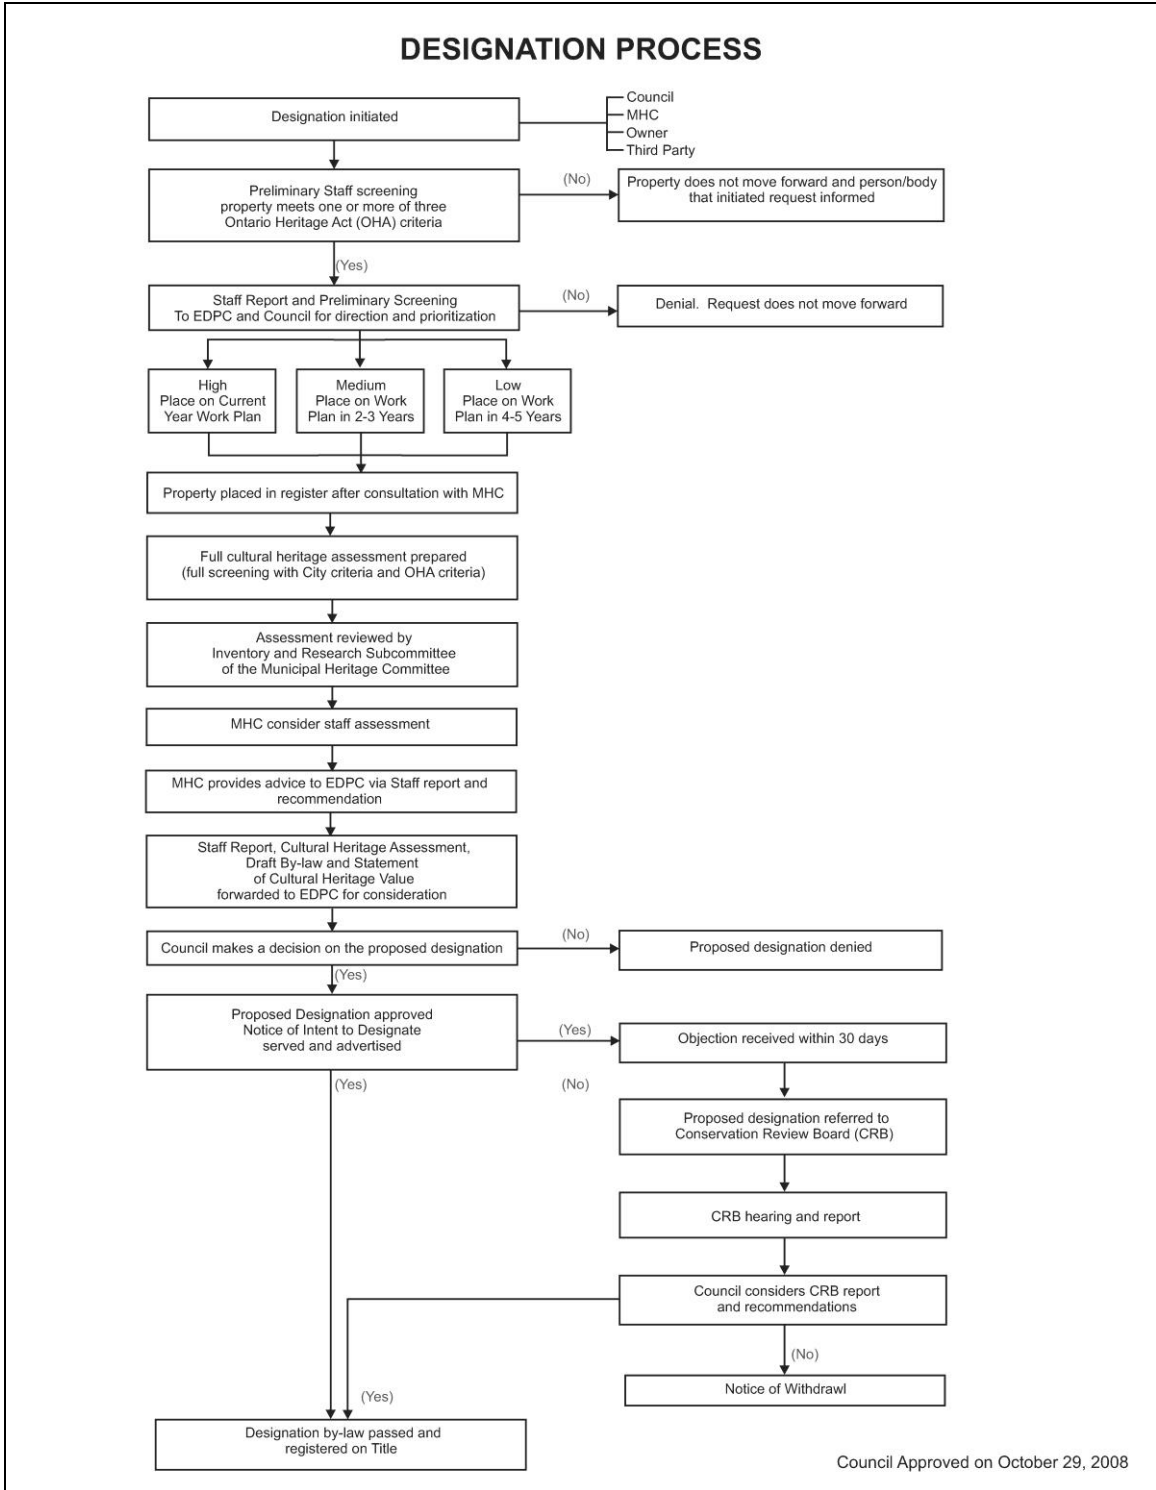 DESIGNATION PROCESS
Designation initiated
Council
MHC
Owner
Third Party
Preliminary Staff screening
property meets one or more of three
Ontario Heritage Act (OHA) criteria
(No)
Property does not move forward and person/body
that initiated request informed
(Yes)
Staff Report and Preliminary Screening
To EDPC and Council for direction and prioritization
(No)
Denial. Request does not move forward
High
Place on Current
Year Work Plan
Medium
Place on Work
Plan in 2-3 Years
Low
Place on Work
Plan in 4-5 Years
Property placed in register after consultation with MHC
Full cultural heritage assessment prepared
(full screening with City criteria and OHA criteria)
Assessment reviewed by
Inventory and Research Subcommittee
of the Municipal Heritage Committee
MHC consider staff assessment
MHC provides advice to EDPC via Staff report and
recommendation
Staff Report, Cultural Heritage Assessment,
Draft By-law and Statement
of Cultural Heritage Value
forwarded to EDPC for consideration
Council makes a decision on the proposed designation
(No)
Proposed designation denied
(Yes)
Proposed Designation approved
Notice of Intent to Designate
served and advertised
(Yes)
Objection received within 30 days
(Yes)
(No)
Proposed designation referred to
Conservation Review Board (CRB)
CRB hearing and report
Council considers CRB report
and recommendations
(No)
Notice of Withdrawl
(Yes)
Designation by-law passed and
registered on Title
Council Approved on October 29, 2008